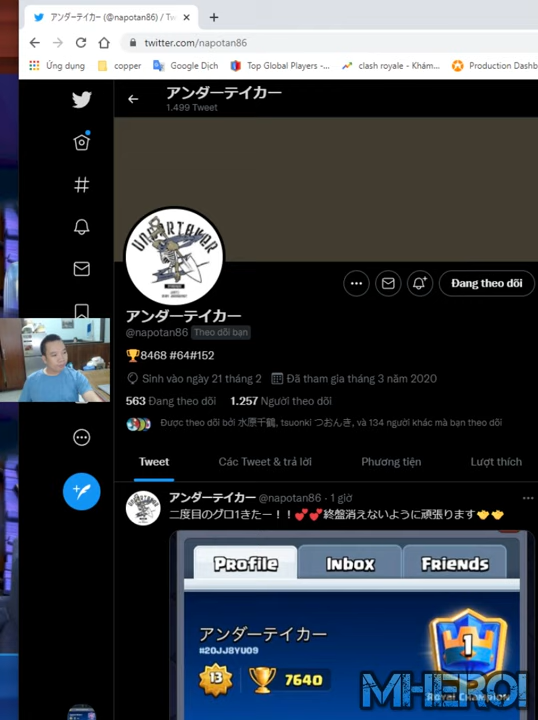 アンダーテイカー (@napotan86) / Tw
twitter.com/napotan86
Ứng dụng
copper
Google Dịch
Top Global Players -...
clash royale - Khám...
Production Dashb
アンダーテイカー
1.499 Tweet
UNDERTAKER
Đang theo dõi
アンダーテイカー
@napotan86 Theo dõi bạn
🏆8468 #64#152
Sinh vào ngày 21 tháng 2 Đã tham gia tháng 3 năm 2020
563 Đang theo dõi 1.257 Người theo dõi
Được theo dõi bởi 水原千鶴, tsuonki つおんき, và 134 người khác mà bạn theo dõi
Tweet Các Tweet & trả lời Phương tiện Lượt thích
アンダーテイカー @napotan86 · 1 giờ
二度目のグロ1きたー！！💕💕終盤消えないように頑張ります👊👊
Profile Inbox Friends
アンダーテイカー
#20JJ8YU09
13 7640
1
Royal Champion
MHERO!